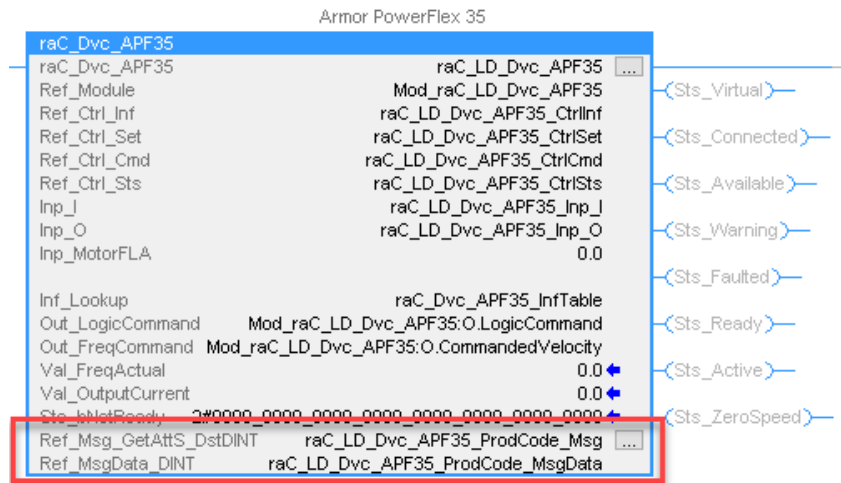 Armor PowerFlex 35
raC_Dvc_APF35
raC_Dvc_APF35 raC_LD_Dvc_APF35 ...
Ref_Module Mod_raC_LD_Dvc_APF35 (Sts_Virtual)
Ref_Ctrl_Inf raC_LD_Dvc_APF35_CtrlInf
Ref_Ctrl_Set raC_LD_Dvc_APF35_CtrlSet (Sts_Connected)
Ref_Ctrl_Cmd raC_LD_Dvc_APF35_CtrlCmd
Ref_Ctrl_Sts raC_LD_Dvc_APF35_CtrlSts (Sts_Available)
Inp_I raC_LD_Dvc_APF35_Inp_I
Inp_O raC_LD_Dvc_APF35_Inp_O (Sts_Warning)
Inp_MotorFLA 0.0
(Sts_Faulted)
Inf_Lookup raC_Dvc_APF35_InfTable
Out_LogicCommand Mod_raC_LD_Dvc_APF35:O.LogicCommand (Sts_Ready)
Out_FreqCommand Mod_raC_LD_Dvc_APF35:O.CommandedVelocity
Val_FreqActual 0.0 (Sts_Active)
Val_OutputCurrent 0.0
Sts_bNotReady 2#0000_0000_0000_0000_0000_0000_0000_0000 (Sts_ZeroSpeed)
Ref_Msg_GetAttS_DstDINT raC_LD_Dvc_APF35_ProdCode_Msg ...
Ref_MsgData_DINT raC_LD_Dvc_APF35_ProdCode_MsgData